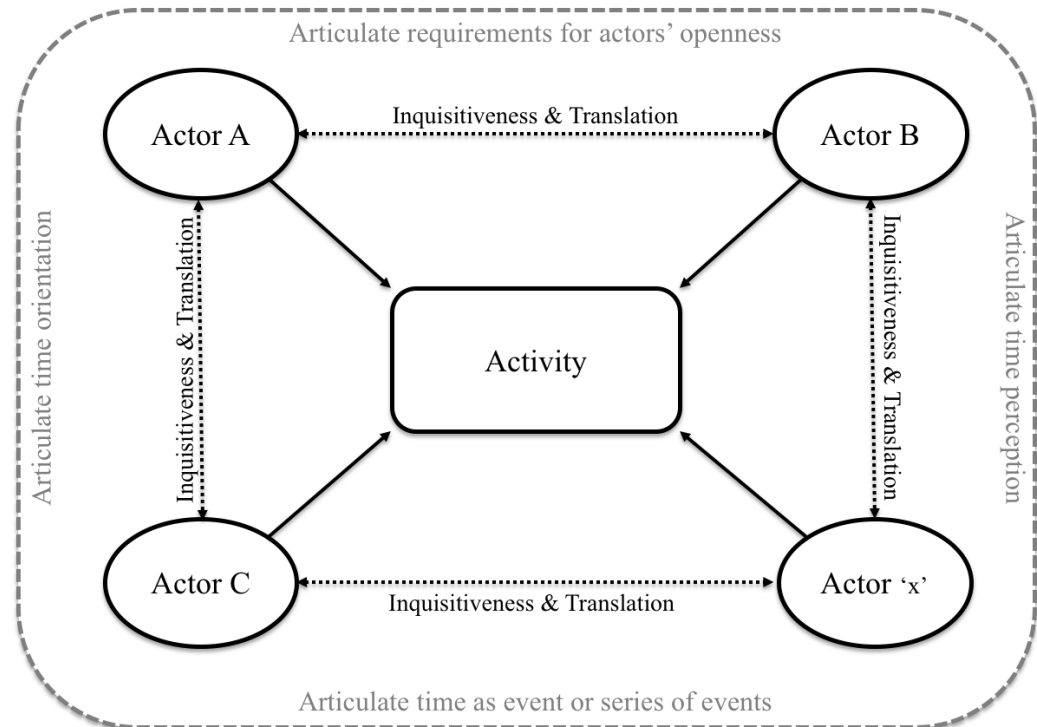 Articulate requirements for actors’ openness
Actor A
Inquisitiveness & Translation
Actor B
Articulate time orientation
Inquisitiveness & Translation
Activity
Inquisitiveness & Translation
Articulate time perception
Actor C
Inquisitiveness & Translation
Actor ‘x’
Articulate time as event or series of events